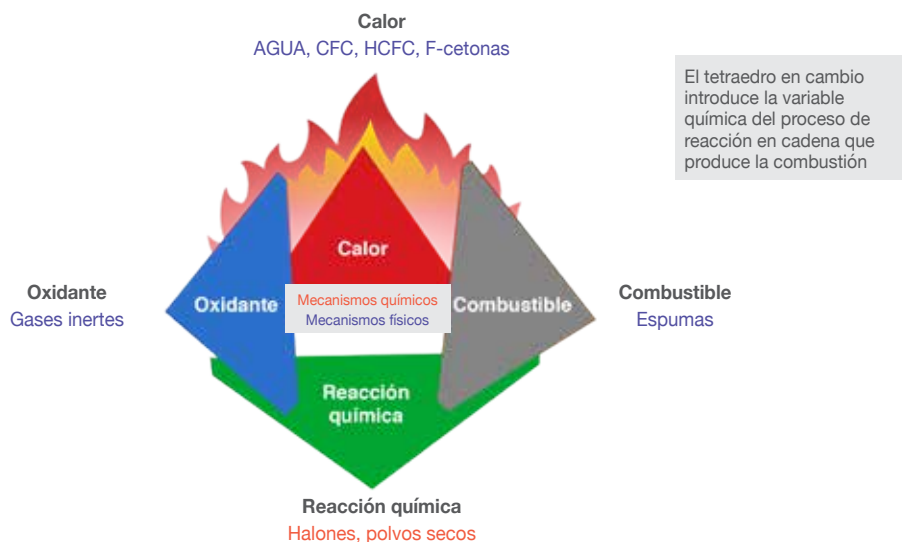 Calor
AGUA, CFC, HCFC, F-cetonas
El tetraedro en cambio
introduce la variable
química del proceso de
reacción en cadena que
produce la combustión
Calor
Oxidante
Gases inertes
Oxidante
Mecanismos químicos
Mecanismos físicos
Combustible
Combustible
Espumas
Reacción
química
Reacción química
Halones, polvos secos